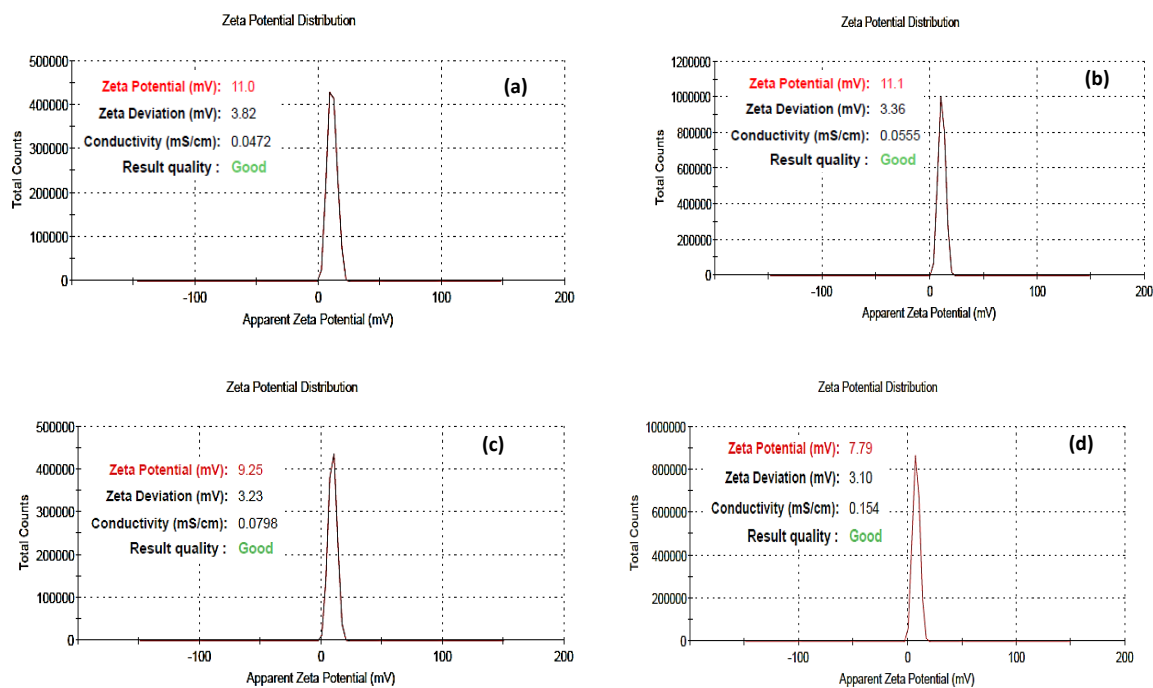 Zeta Potential Distribution
500000
400000
300000
200000
100000
0
Total Counts
Zeta Potential (mV): 11.0
Zeta Deviation (mV): 3.82
Conductivity (mS/cm): 0.0472
Result quality : Good
(a)
-100 0 100 200
Apparent Zeta Potential (mV)
Zeta Potential Distribution
1200000
1000000
800000
600000
400000
200000
0
Total Counts
Zeta Potential (mV): 11.1
Zeta Deviation (mV): 3.36
Conductivity (mS/cm): 0.0555
Result quality : Good
(b)
-100 0 100 200
Apparent Zeta Potential (mV)
Zeta Potential Distribution
500000
400000
300000
200000
100000
0
Total Counts
Zeta Potential (mV): 9.25
Zeta Deviation (mV): 3.23
Conductivity (mS/cm): 0.0798
Result quality : Good
(c)
-100 0 100 200
Apparent Zeta Potential (mV)
Zeta Potential Distribution
1000000
800000
600000
400000
200000
0
Total Counts
Zeta Potential (mV): 7.79
Zeta Deviation (mV): 3.10
Conductivity (mS/cm): 0.154
Result quality : Good
(d)
-100 0 100 200
Apparent Zeta Potential (mV)